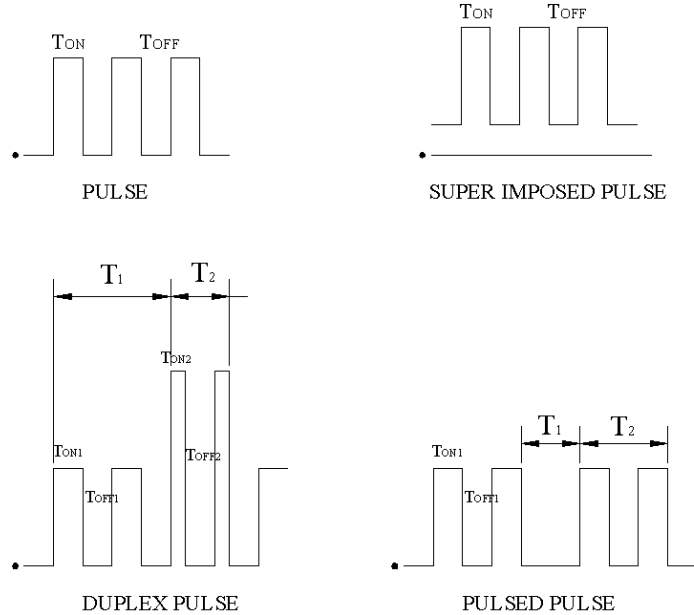 TON TOFF
PULSE
TON TOFF
SUPER IMPOSED PULSE
T1 T2
TON2
TON1
TOFF2
TOFF1
DUPLEX PULSE
T1 T2
TON1
TOFF1
PULSED PULSE